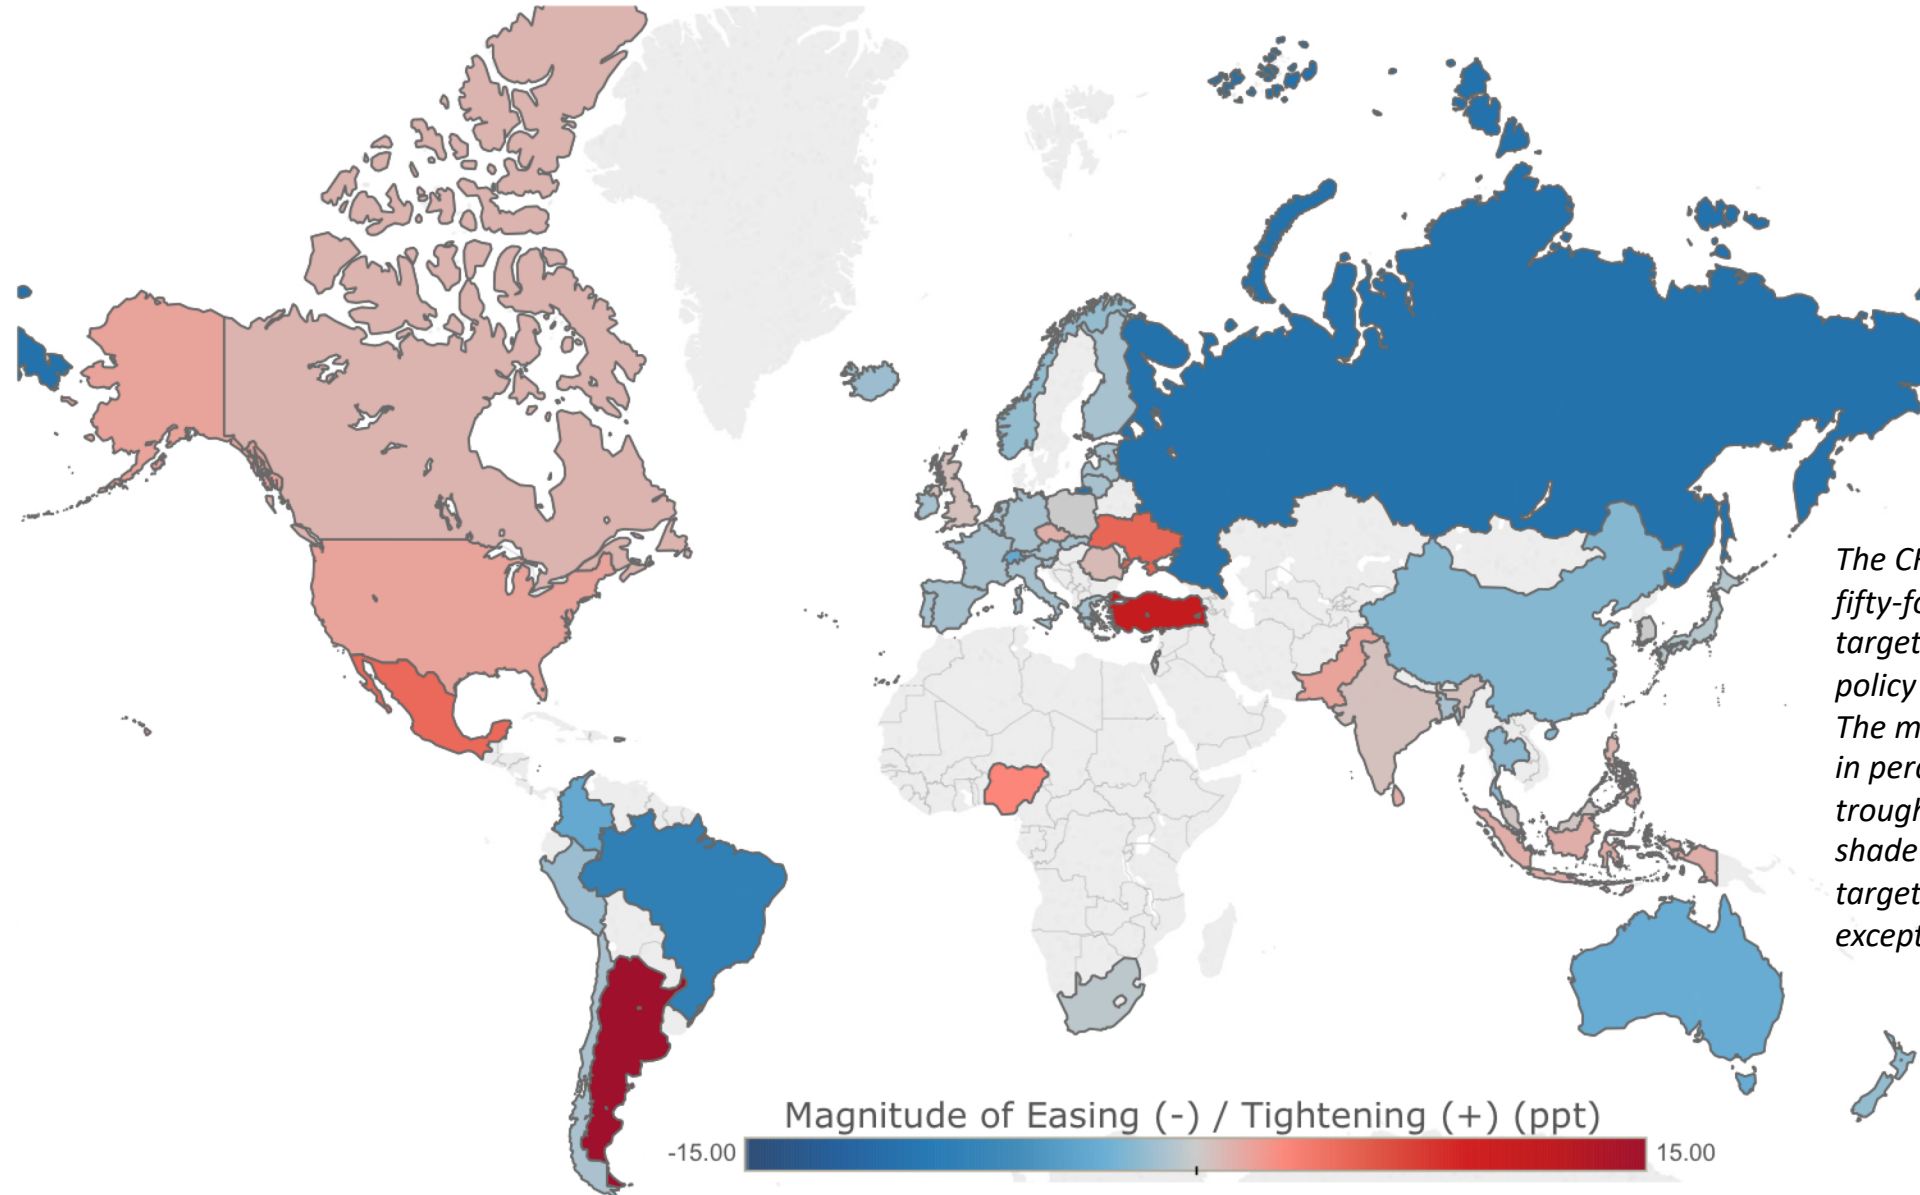 The
fifty-fo
target
policy
The m
in perc
trough
shade
target
except
Magnitude of Easing (-) / Tightening (+) (ppt)
-15.00
15.00